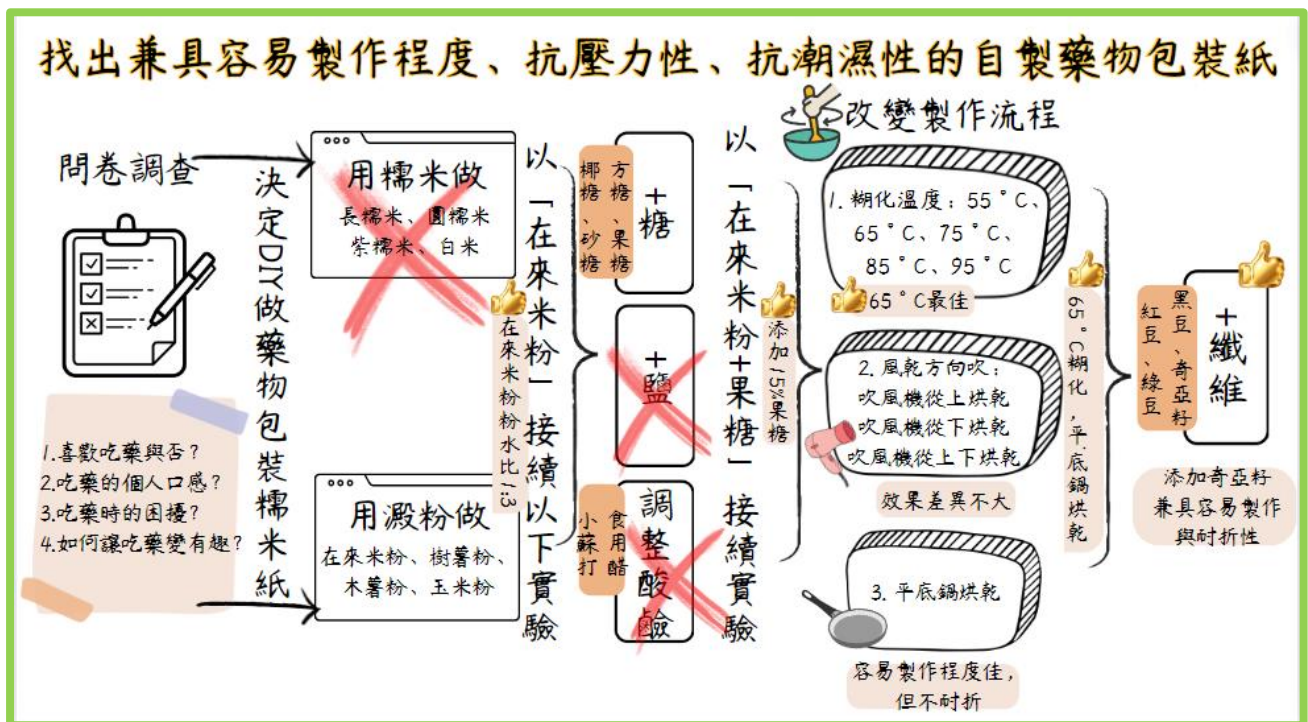 找出兼具容易製作程度、抗壓力性、抗潮濕性的自製藥物包裝紙
問卷調查
1.喜歡吃藥與否?
2.吃藥的個人口感?
3.吃藥時的困擾?
4.如何讓吃藥變有趣?
決定DIY做藥物包裝糯米紙
用糯米做
長糯米、圓糯米
紫糯米、白米
用澱粉做
在來米粉、樹薯粉、
木薯粉、玉米粉
在來米粉粉水比1:3
以「在來米粉」接續以下實驗
+糖
方糖、果糖
椰糖、砂糖
+鹽
調整酸鹼
食用醋
小蘇打
以「在來米粉+果糖」接續實驗
添加15%果糖
改變製作流程
1. 糊化溫度：55°C、
65°C、75°C、
85°C、95°C
65°C最佳
2. 風乾方向吹：
吹風機從上烘乾
吹風機從下烘乾
吹風機從上下烘乾
效果差異不大
3. 平底鍋烘乾
容易製作程度佳，
但不耐折
65°C糊化，平底鍋烘乾
+纖維
黑豆、奇亞籽
紅豆、綠豆
添加奇亞籽
兼具容易製作
與耐折性